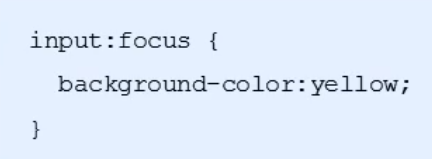 input:focus {
  background-color:yellow;
}